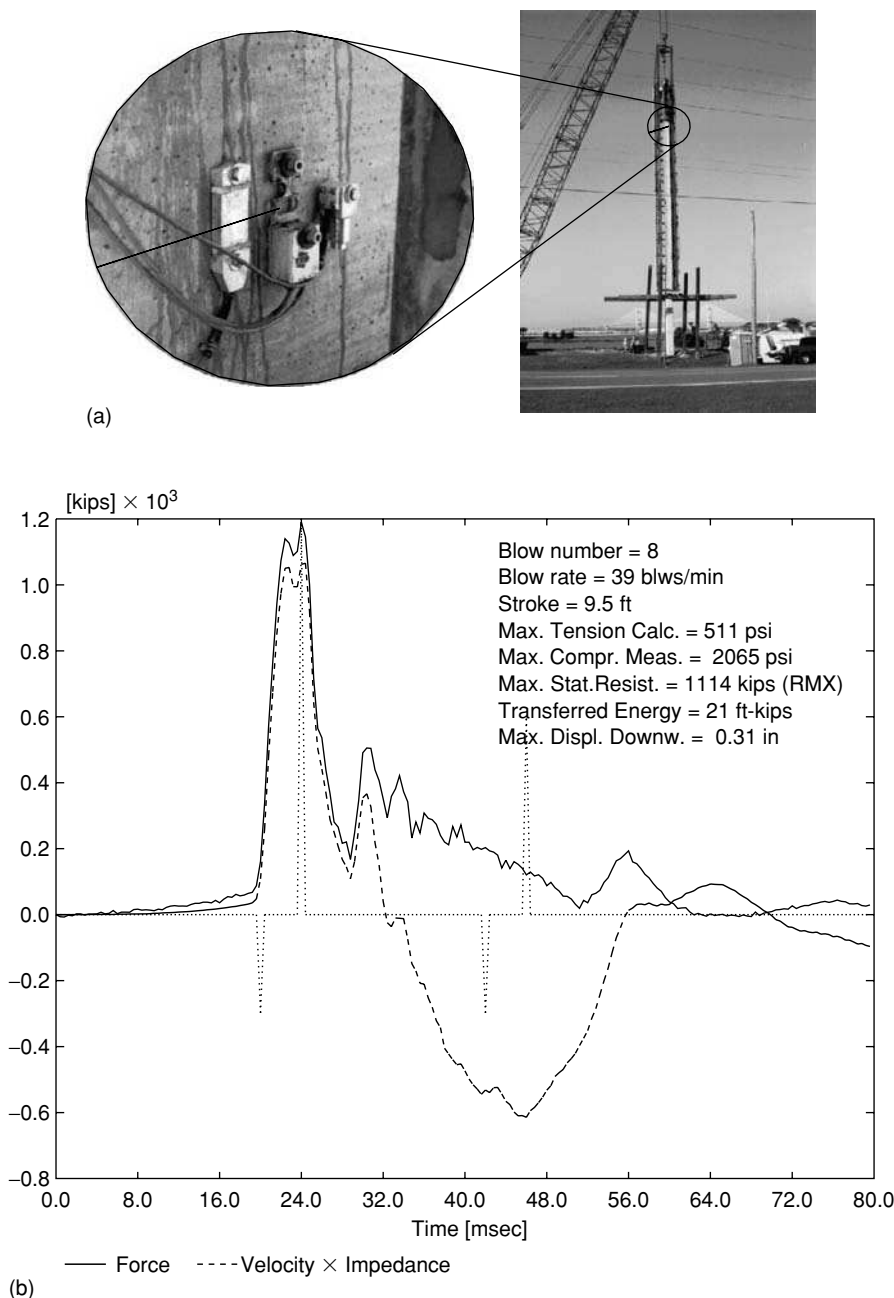 (a)
[kips] × 10³
1.2
1.0
0.8
0.6
0.4
0.2
0.0
−0.2
−0.4
−0.6
−0.8
Blow number = 8
Blow rate = 39 blws/min
Stroke = 9.5 ft
Max. Tension Calc. = 511 psi
Max. Compr. Meas. = 2065 psi
Max. Stat.Resist. = 1114 kips (RMX)
Transferred Energy = 21 ft-kips
Max. Displ. Downw. = 0.31 in
0.0 8.0 16.0 24.0 32.0 40.0 48.0 56.0 64.0 72.0 80.0
Time [msec]
Force Velocity × Impedance
(b)